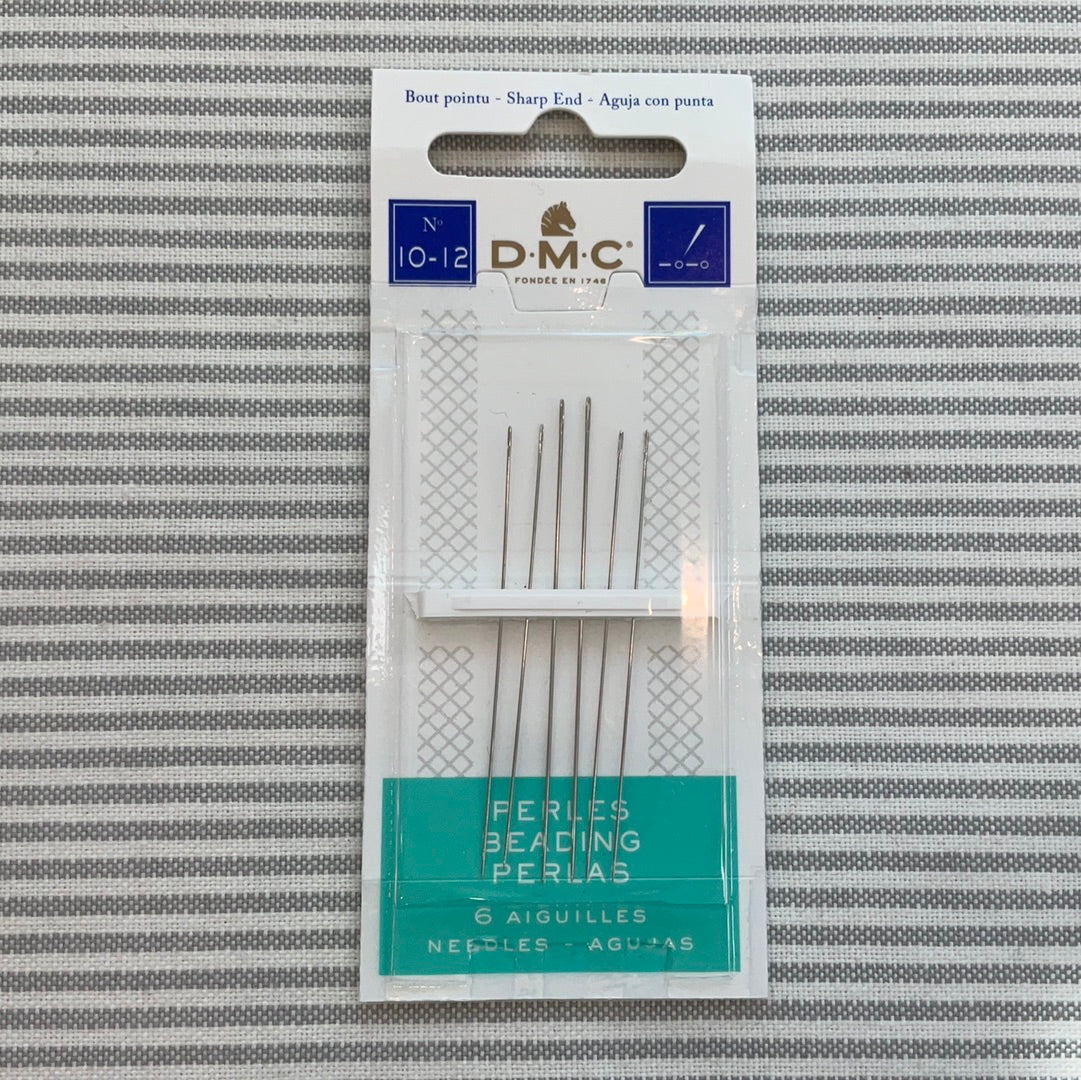 Bout pointu - Sharp End - Aguja con punta
Nº
10-12
D·M·C®
FONDÉE EN 1746
PERLES
BEADING
PERLAS
6 AIGUILLES
NEEDLES - AGUJAS